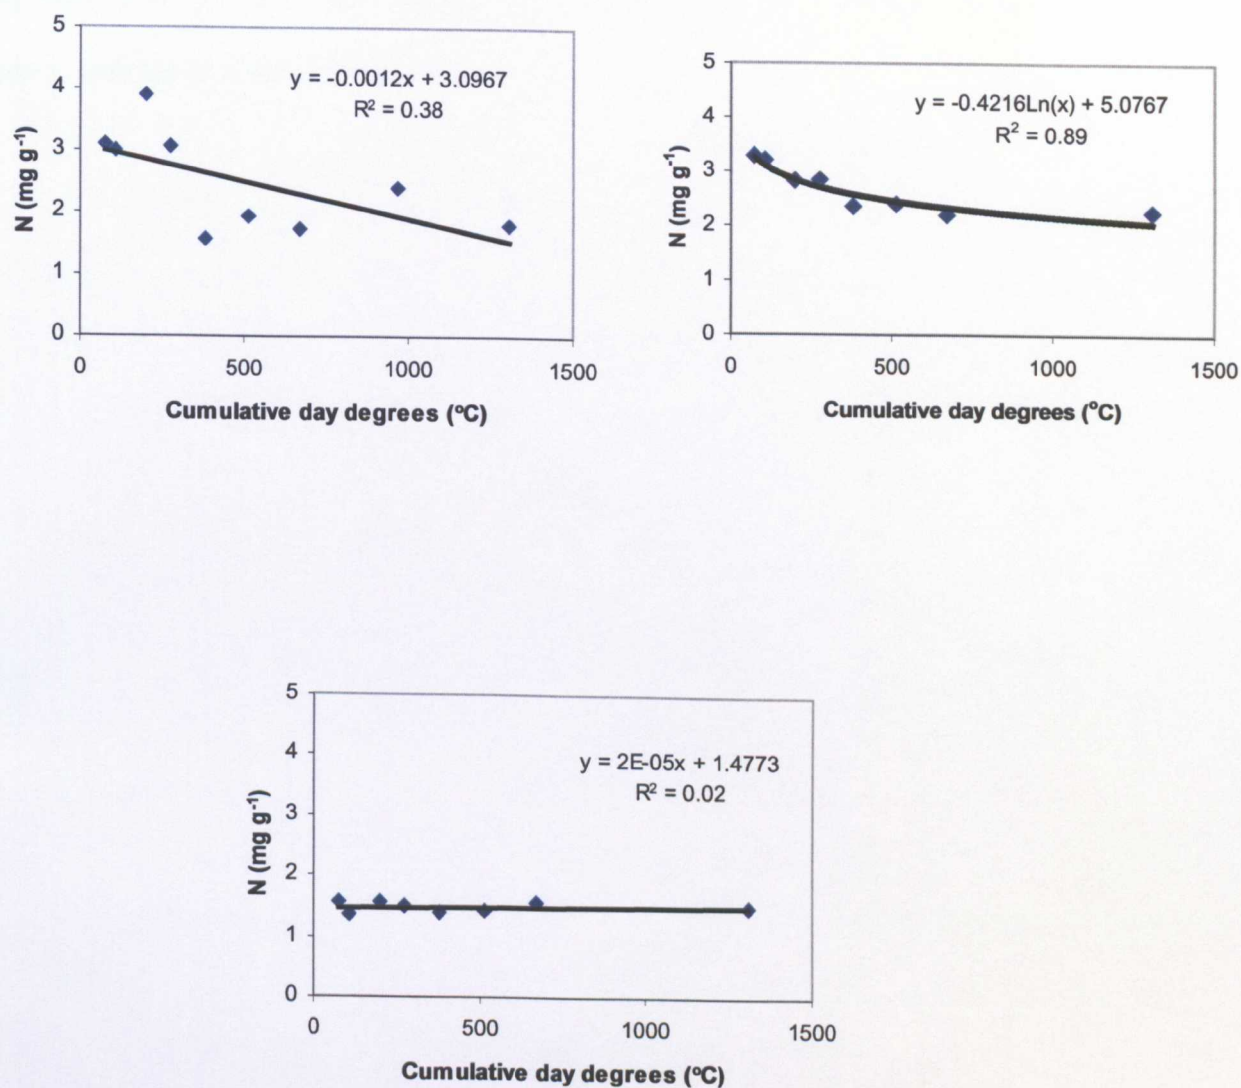 5
4
3
2
1
0
N (mg g⁻¹)
y = -0.0012x + 3.0967
R² = 0.38
0 500 1000 1500
Cumulative day degrees (ºC)
5
4
3
2
1
0
N (mg g⁻¹)
y = -0.4216Ln(x) + 5.0767
R² = 0.89
0 500 1000 1500
Cumulative day degrees (°C)
5
4
3
2
1
0
N (mg g⁻¹)
y = 2E-05x + 1.4773
R² = 0.02
0 500 1000 1500
Cumulative day degrees (ºC)